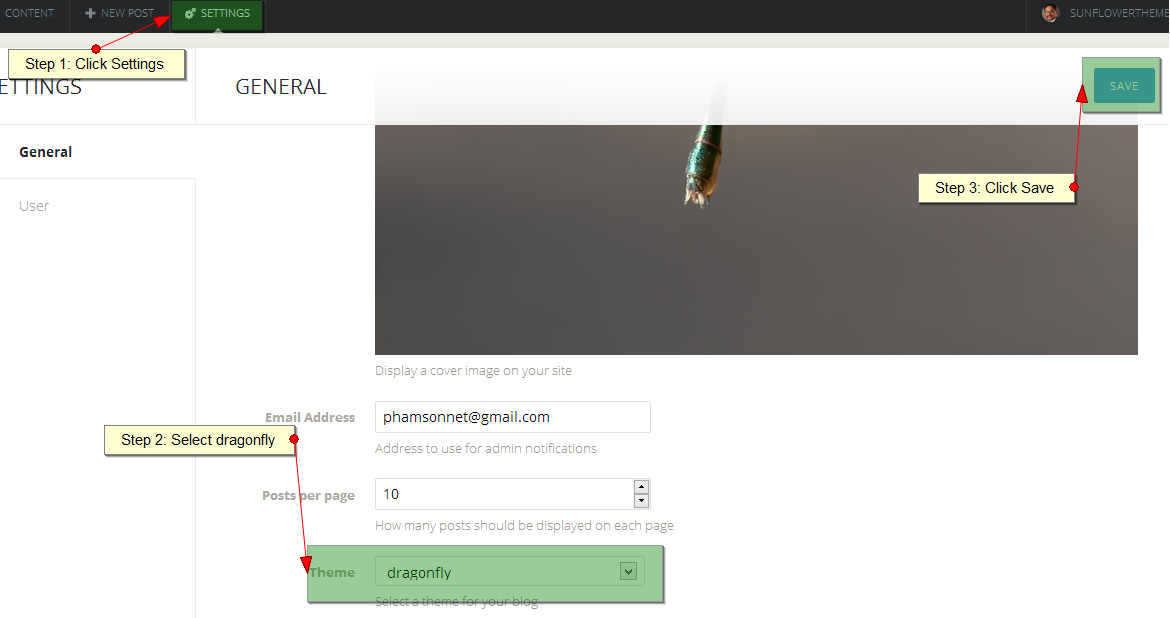 CONTENT
NEW POST
SETTINGS
SUNFLOWERTHEME
Step 1: Click Settings
ETTINGS
GENERAL
SAVE
General
Step 3: Click Save
User
Display a cover image on your site
Email Address
phamsonnet@gmail.com
Step 2: Select dragonfly
Address to use for admin notifications
Posts per page
10
How many posts should be displayed on each page
Theme
dragonfly
Select a theme for your blog